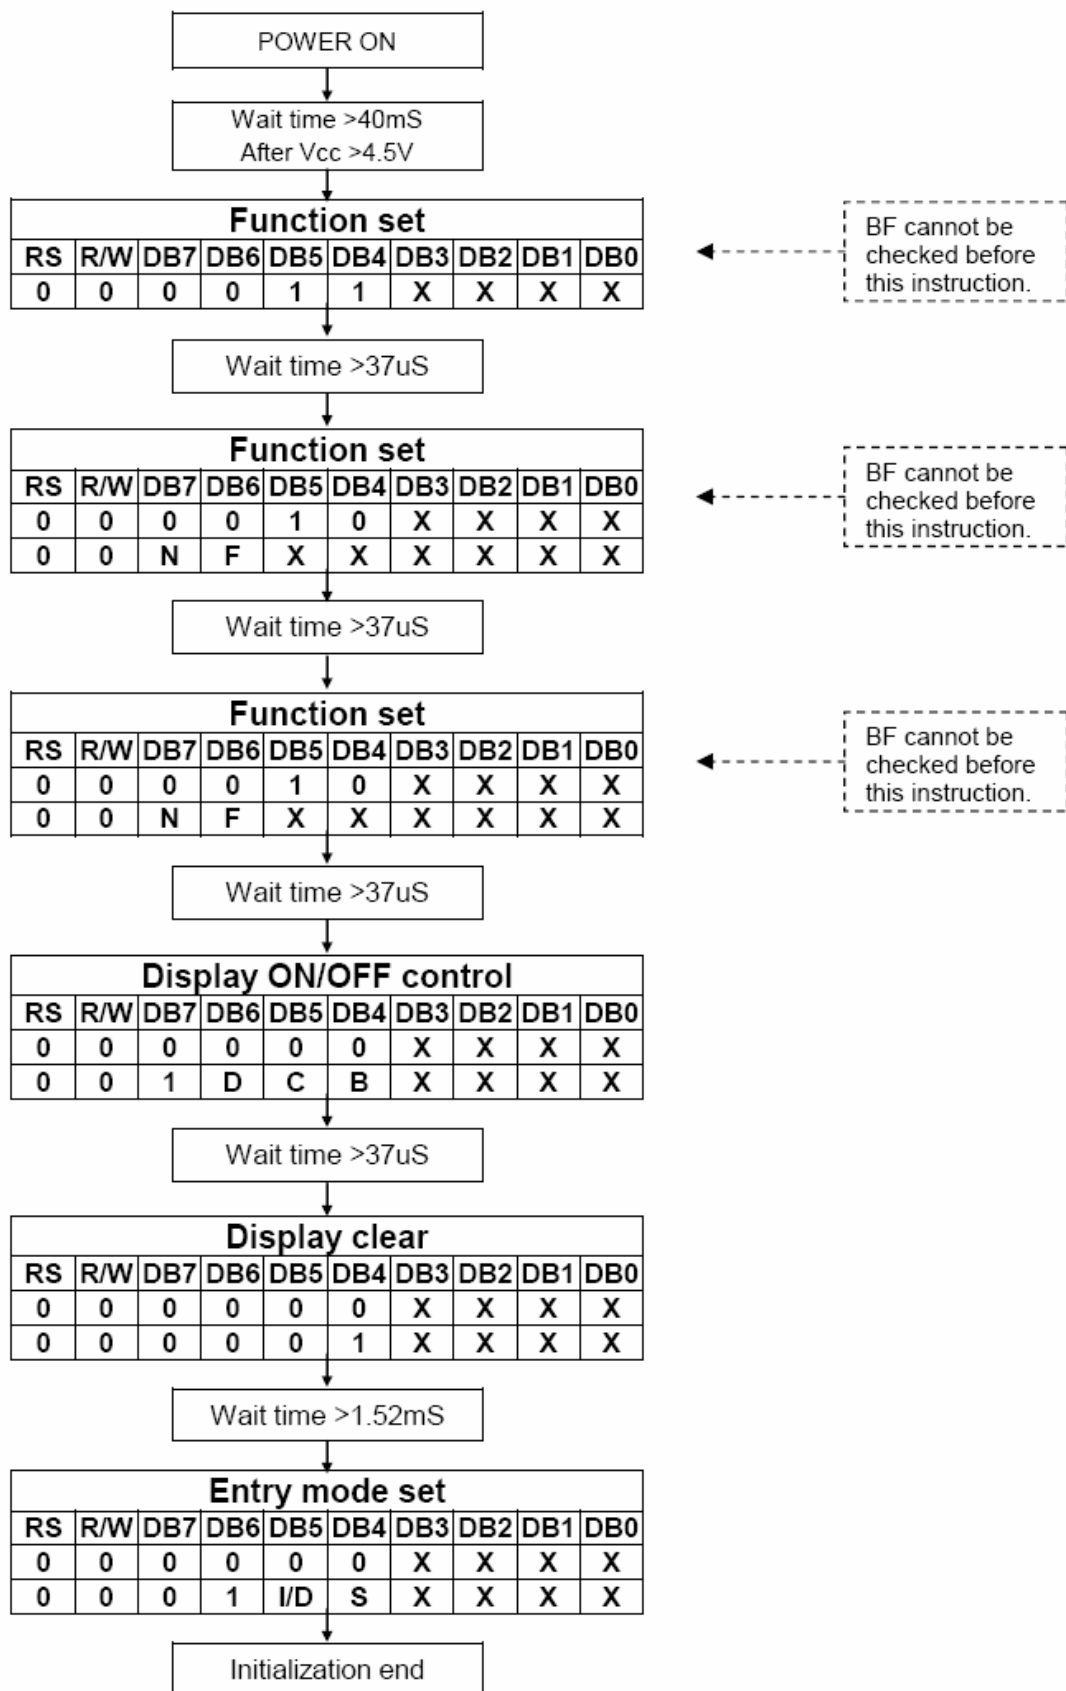 POWER ON
Wait time >40mS
After Vcc >4.5V
Function set
RS R/W DB7 DB6 DB5 DB4 DB3 DB2 DB1 DB0
0 0 0 0 1 1 X X X X
BF cannot be
checked before
this instruction.
Wait time >37uS
Function set
RS R/W DB7 DB6 DB5 DB4 DB3 DB2 DB1 DB0
0 0 0 0 1 0 X X X X
0 0 N F X X X X X X
BF cannot be
checked before
this instruction.
Wait time >37uS
Function set
RS R/W DB7 DB6 DB5 DB4 DB3 DB2 DB1 DB0
0 0 0 0 1 0 X X X X
0 0 N F X X X X X X
BF cannot be
checked before
this instruction.
Wait time >37uS
Display ON/OFF control
RS R/W DB7 DB6 DB5 DB4 DB3 DB2 DB1 DB0
0 0 0 0 0 0 X X X X
0 0 1 D C B X X X X
Wait time >37uS
Display clear
RS R/W DB7 DB6 DB5 DB4 DB3 DB2 DB1 DB0
0 0 0 0 0 0 X X X X
0 0 0 0 0 1 X X X X
Wait time >1.52mS
Entry mode set
RS R/W DB7 DB6 DB5 DB4 DB3 DB2 DB1 DB0
0 0 0 0 0 0 X X X X
0 0 0 1 I/D S X X X X
Initialization end